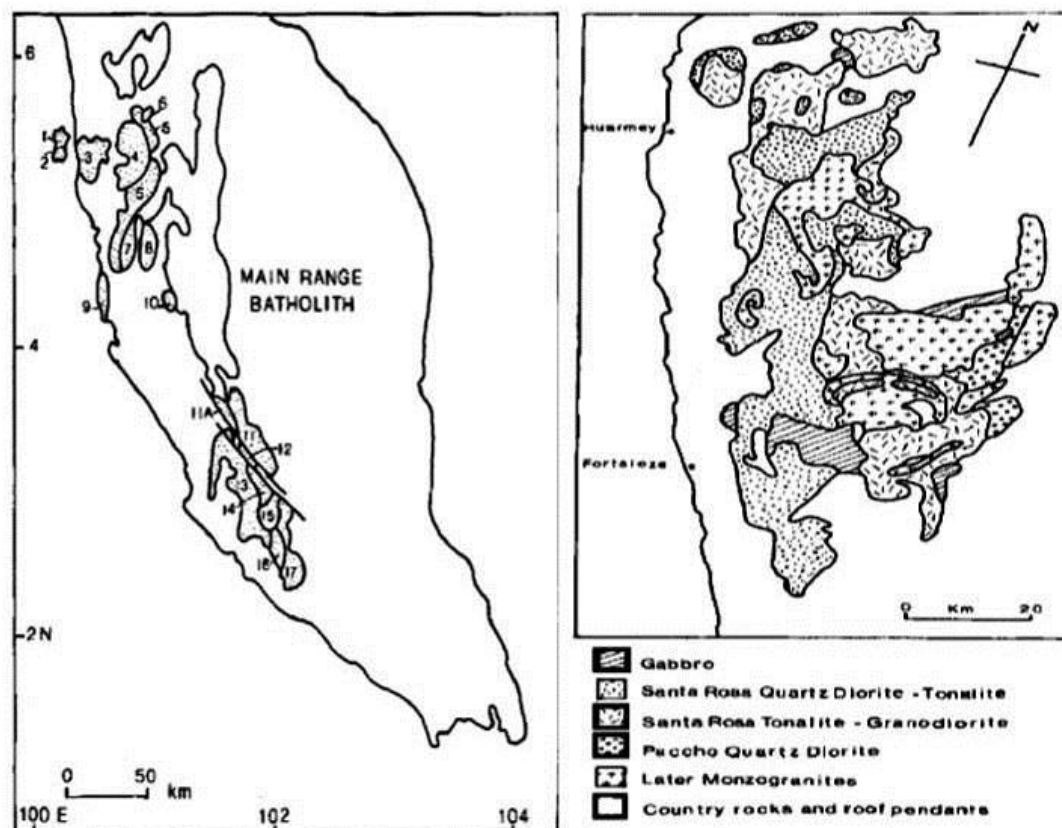 6
4
2N
100 E
102
104
1
2
3
4
5
6
5
7
8
9
10
11A
11
12
13
14
15
16
17
MAIN RANGE
BATHOLITH
0 50
km
N
Huarmey
Fortaleza
0 Km 20
Gabbro
Santa Rosa Quartz Diorite - Tonalite
Santa Rosa Tonalite - Granodiorite
Paccho Quartz Diorite
Later Monzogranites
Country rocks and roof pendants